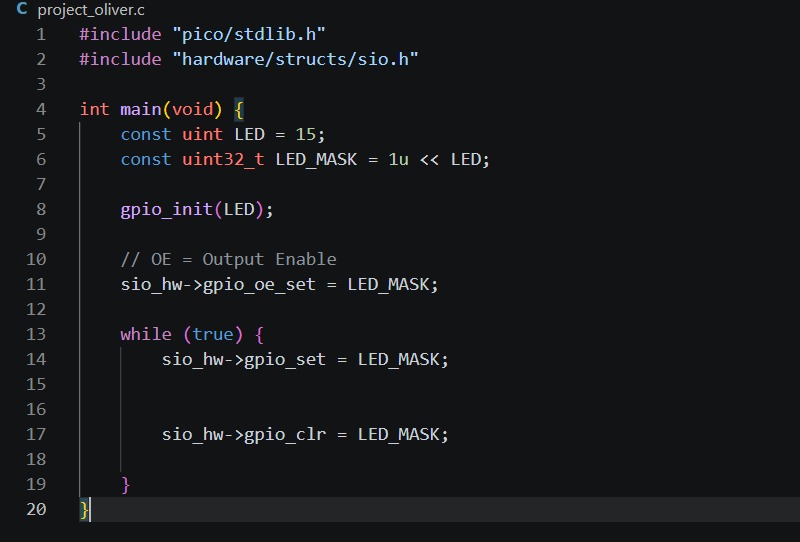 C project_oliver.c
1 #include "pico/stdlib.h"
2 #include "hardware/structs/sio.h"
3
4 int main(void) {
5 const uint LED = 15;
6 const uint32_t LED_MASK = 1u << LED;
7
8 gpio_init(LED);
9
10 // OE = Output Enable
11 sio_hw->gpio_oe_set = LED_MASK;
12
13 while (true) {
14 sio_hw->gpio_set = LED_MASK;
15
16
17 sio_hw->gpio_clr = LED_MASK;
18
19 }
20 }